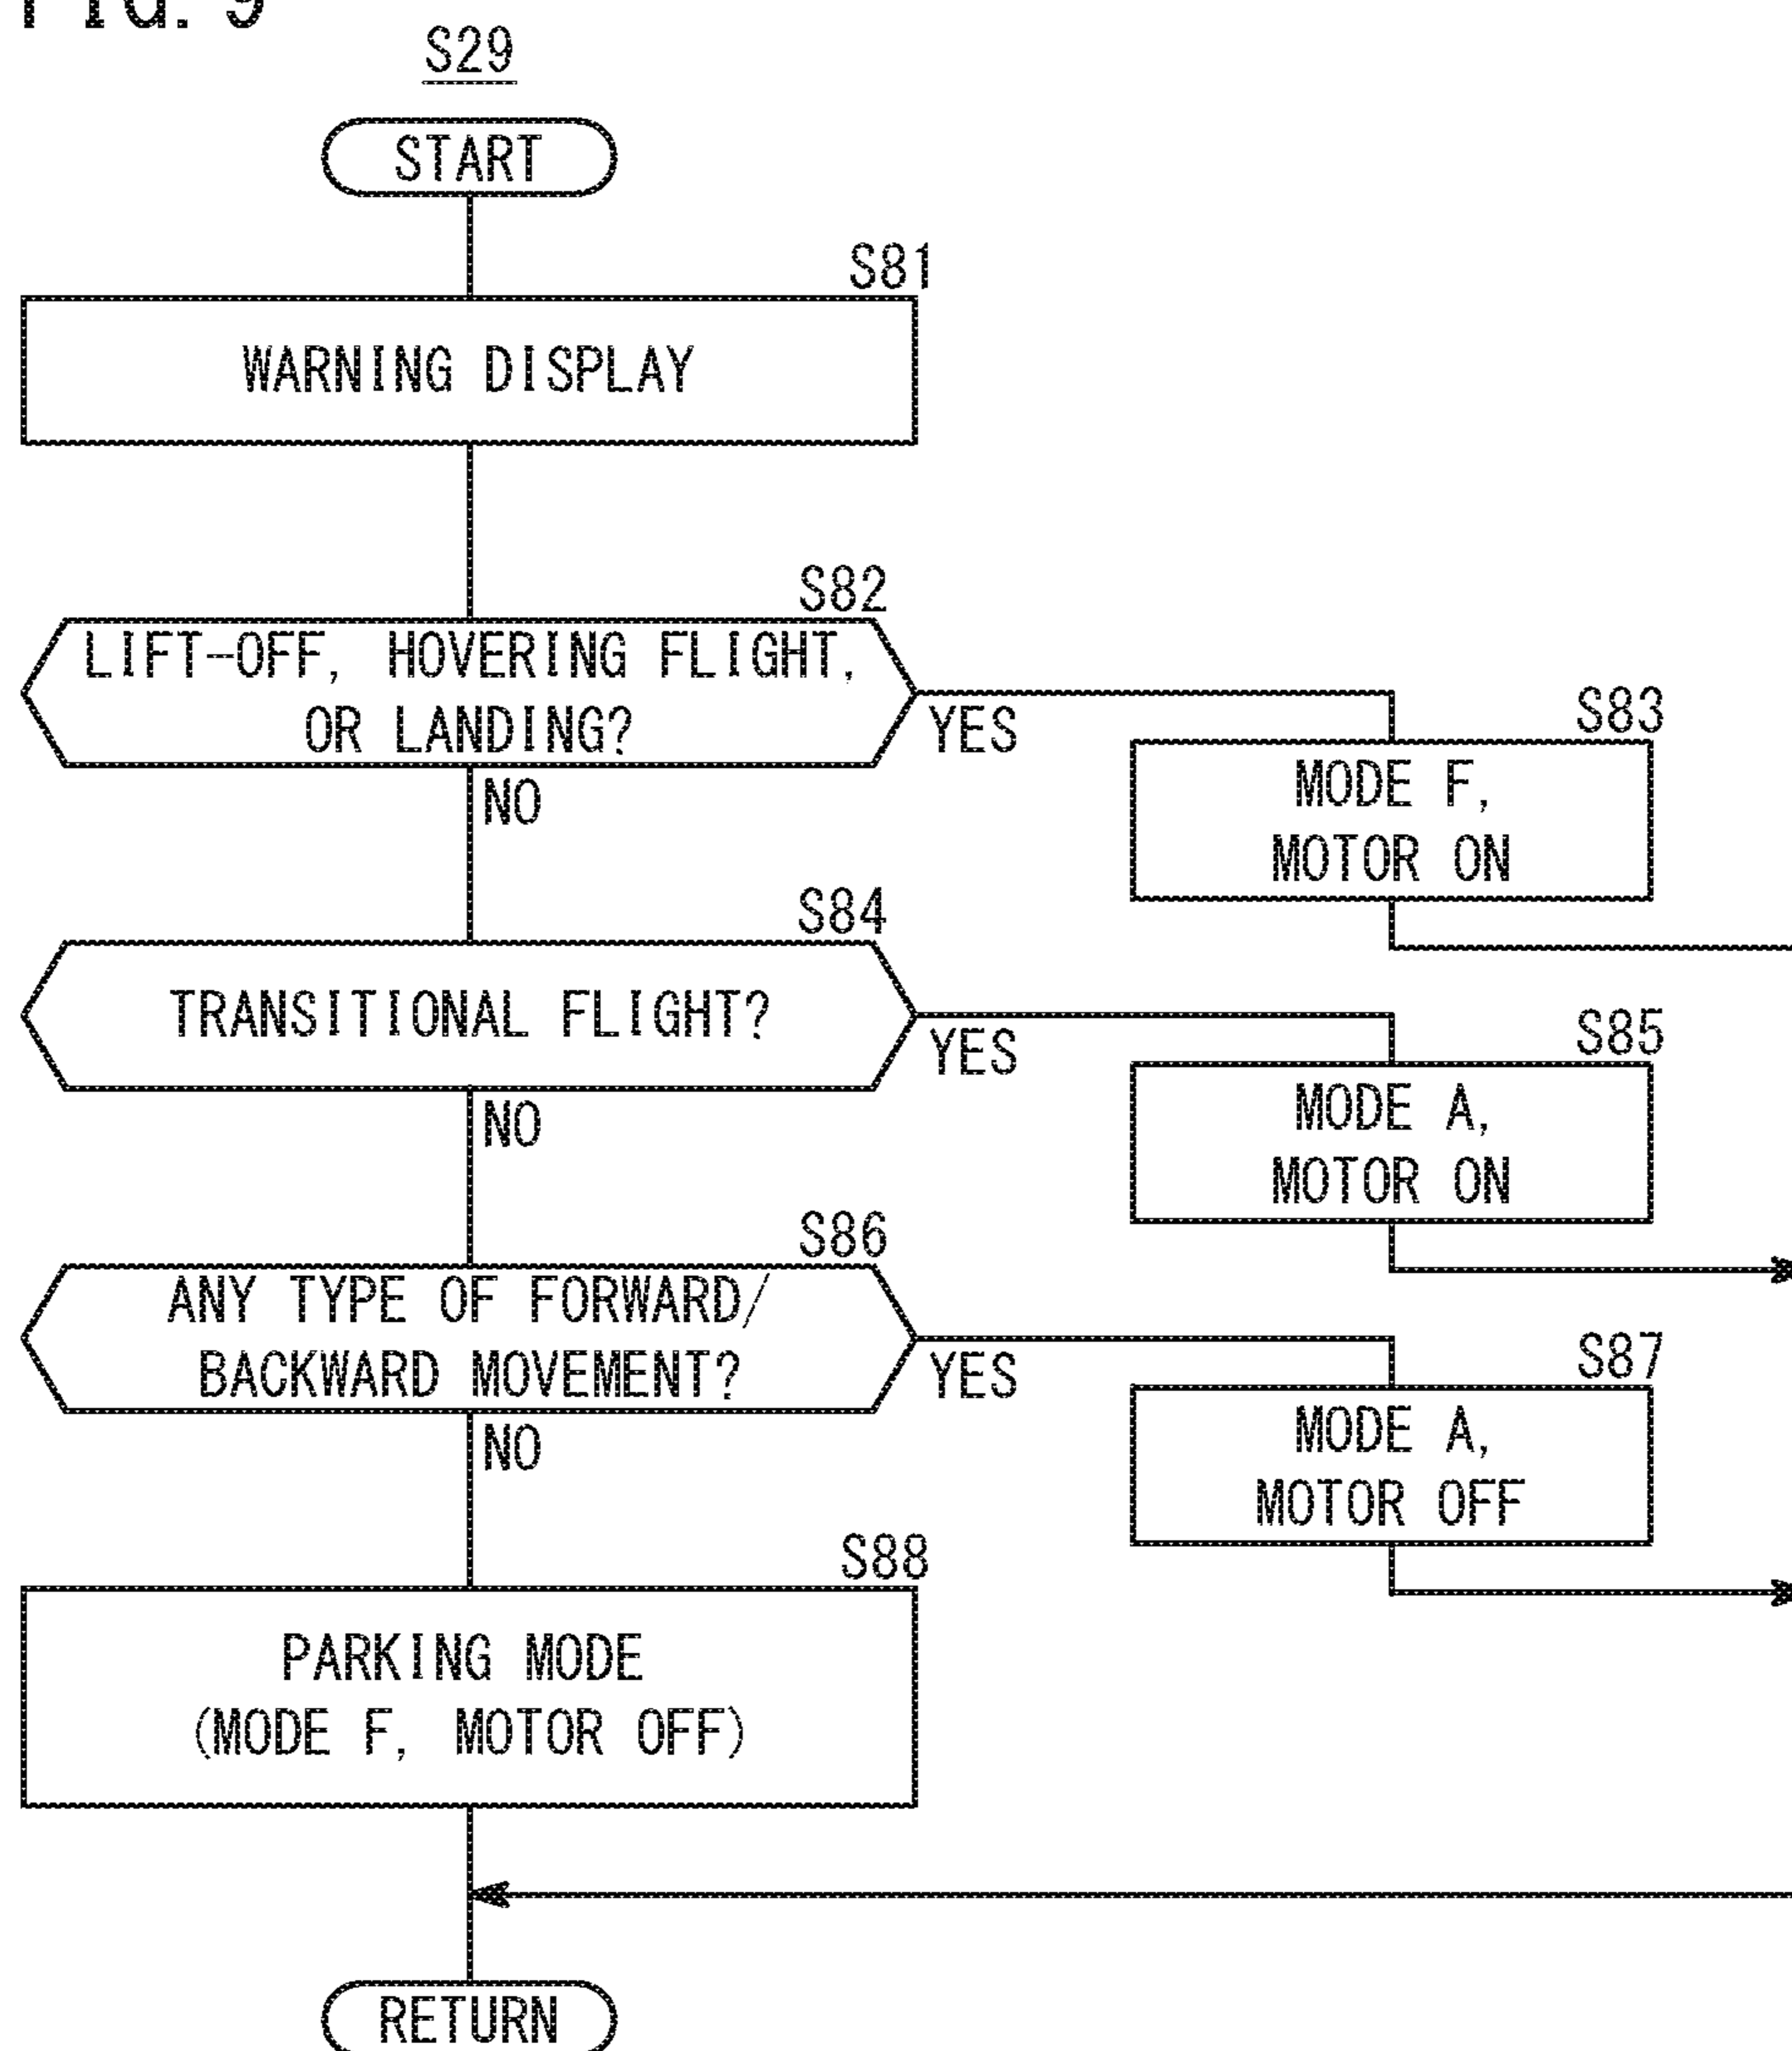 FIG. 9
S29
START
S81
WARNING DISPLAY
S82
LIFT-OFF, HOVERING FLIGHT,
OR LANDING?
YES
NO
S83
MODE F,
MOTOR ON
S84
TRANSITIONAL FLIGHT?
YES
NO
S85
MODE A,
MOTOR ON
S86
ANY TYPE OF FORWARD/
BACKWARD MOVEMENT?
YES
NO
S87
MODE A,
MOTOR OFF
S88
PARKING MODE
(MODE F, MOTOR OFF)
RETURN